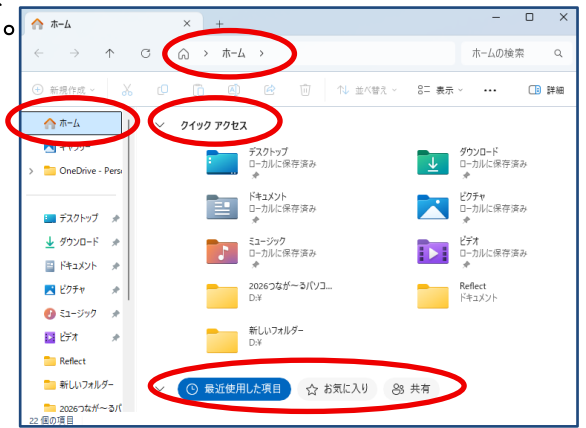 。
ホーム
ホーム
ホームの検索
新規作成
並べ替え
表示
詳細
ホーム
ギャラリー
OneDrive - Perso
デスクトップ
ダウンロード
ドキュメント
ピクチャ
ミュージック
ビデオ
Reflect
新しいフォルダー
2026つながーるパ
22 個の項目
クイック アクセス
デスクトップ
ローカルに保存済み
ダウンロード
ローカルに保存済み
ドキュメント
ローカルに保存済み
ピクチャ
ローカルに保存済み
ミュージック
ローカルに保存済み
ビデオ
ローカルに保存済み
2026つなが～るパソコ...
D:¥
Reflect
ドキュメント
新しいフォルダー
D:¥
最近使用した項目
お気に入り
共有